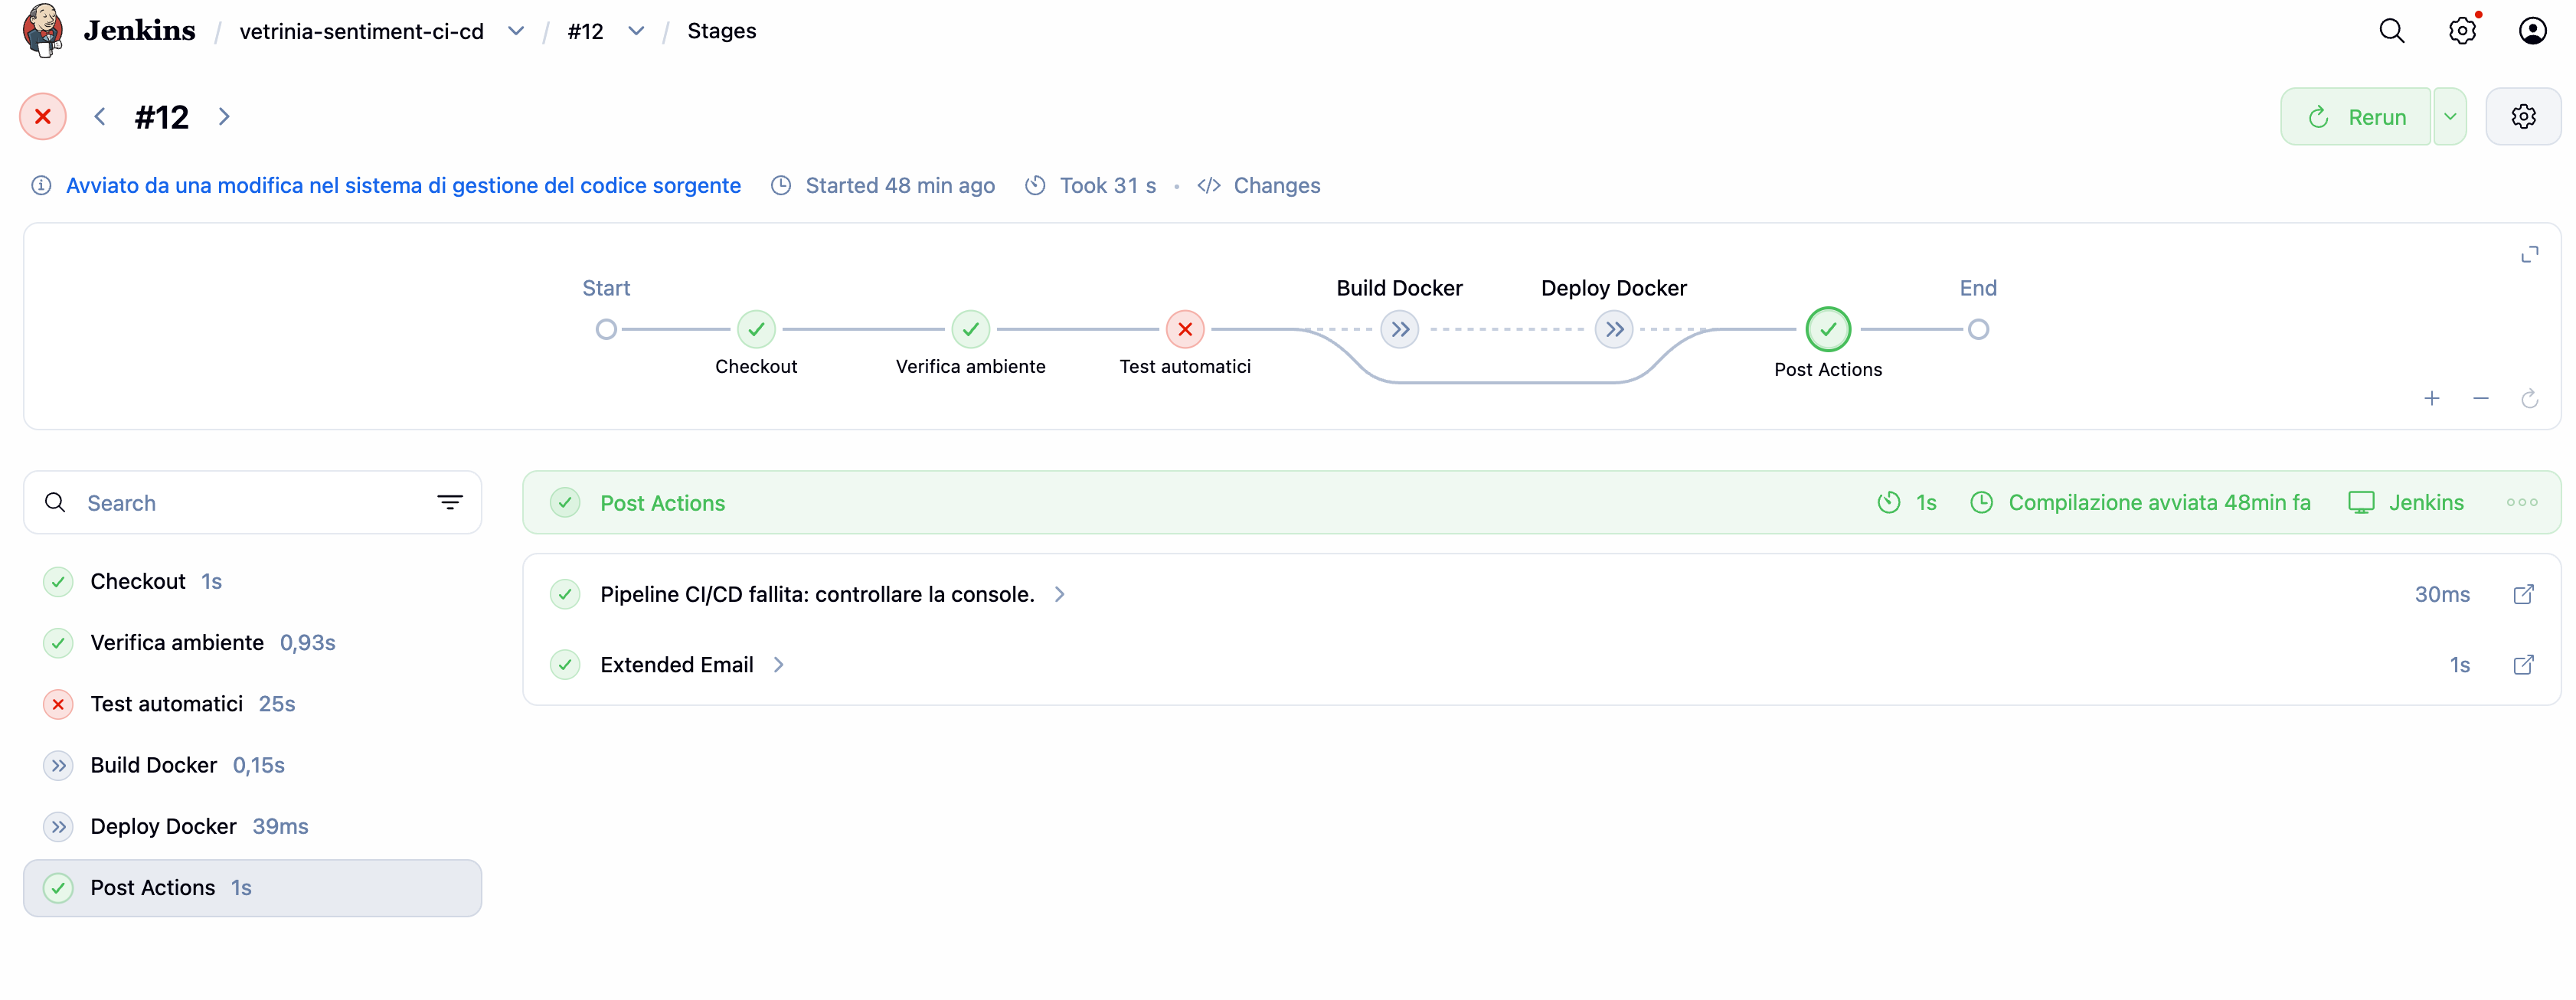 Jenkins / vetrinia-sentiment-ci-cd / #12 / Stages
#12
Rerun
Avviato da una modifica nel sistema di gestione del codice sorgente Started 48 min ago Took 31 s • Changes
Start Build Docker Deploy Docker End
Checkout Verifica ambiente Test automatici Post Actions
Search
Post Actions 1s Compilazione avviata 48min fa Jenkins
Checkout 1s
Verifica ambiente 0,93s
Test automatici 25s
Build Docker 0,15s
Deploy Docker 39ms
Post Actions 1s
Pipeline CI/CD fallita: controllare la console. 30ms
Extended Email 1s